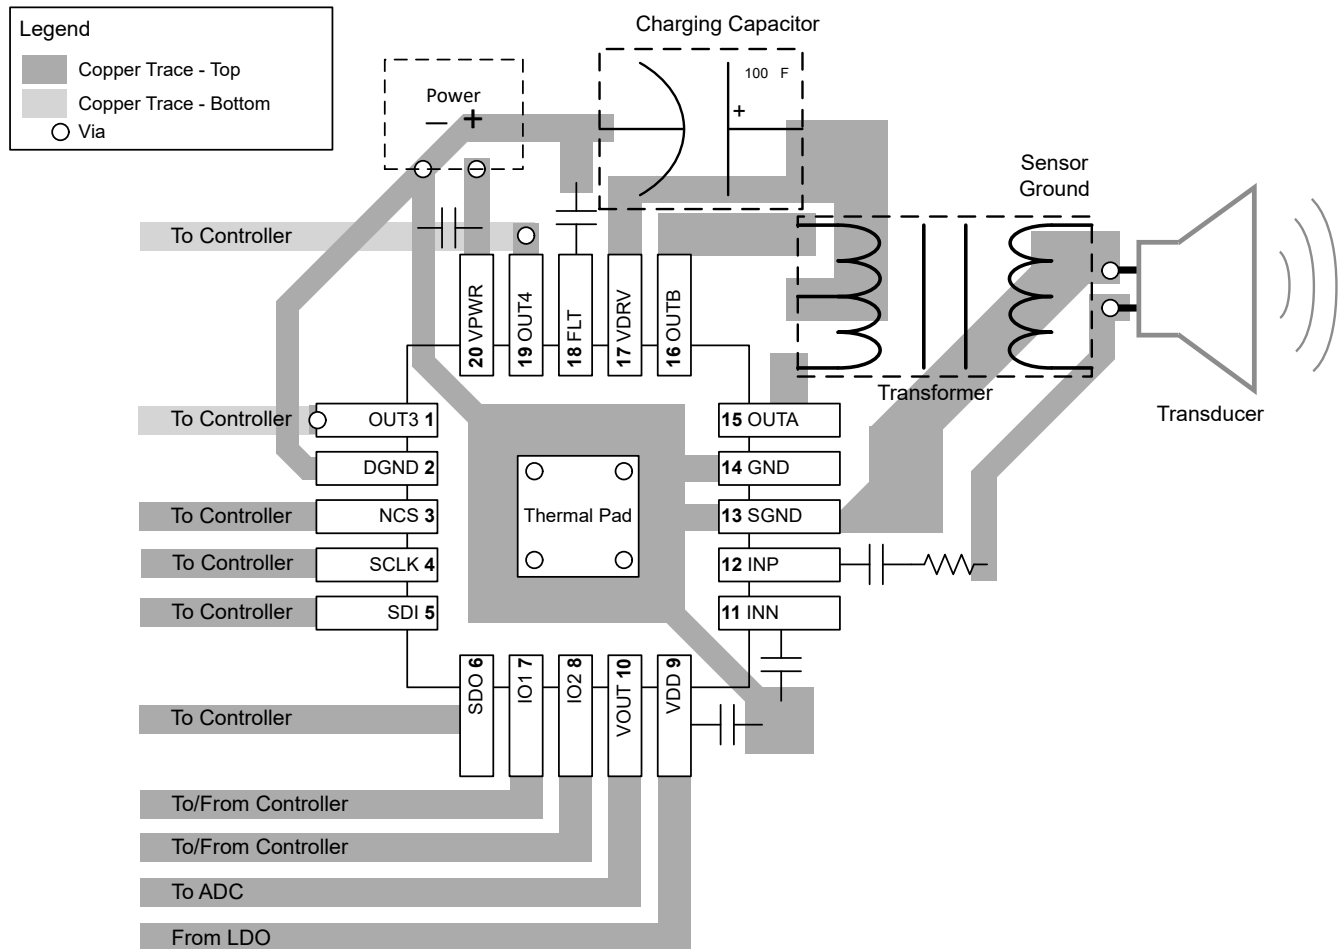 Legend
Copper Trace - Top
Copper Trace - Bottom
Via
Charging Capacitor
100 F
+
Power
— +
Sensor
Ground
To Controller
20 VPWR
19 OUT4
18 FLT
17 VDRV
16 OUTB
Transformer
Transducer
To Controller
OUT3 1
15 OUTA
DGND 2
14 GND
To Controller
NCS 3
Thermal Pad
13 SGND
To Controller
SCLK 4
12 INP
To Controller
SDI 5
11 INN
SDO 6
IO1 7
IO2 8
VOUT 10
VDD 9
To Controller
To/From Controller
To/From Controller
To ADC
From LDO